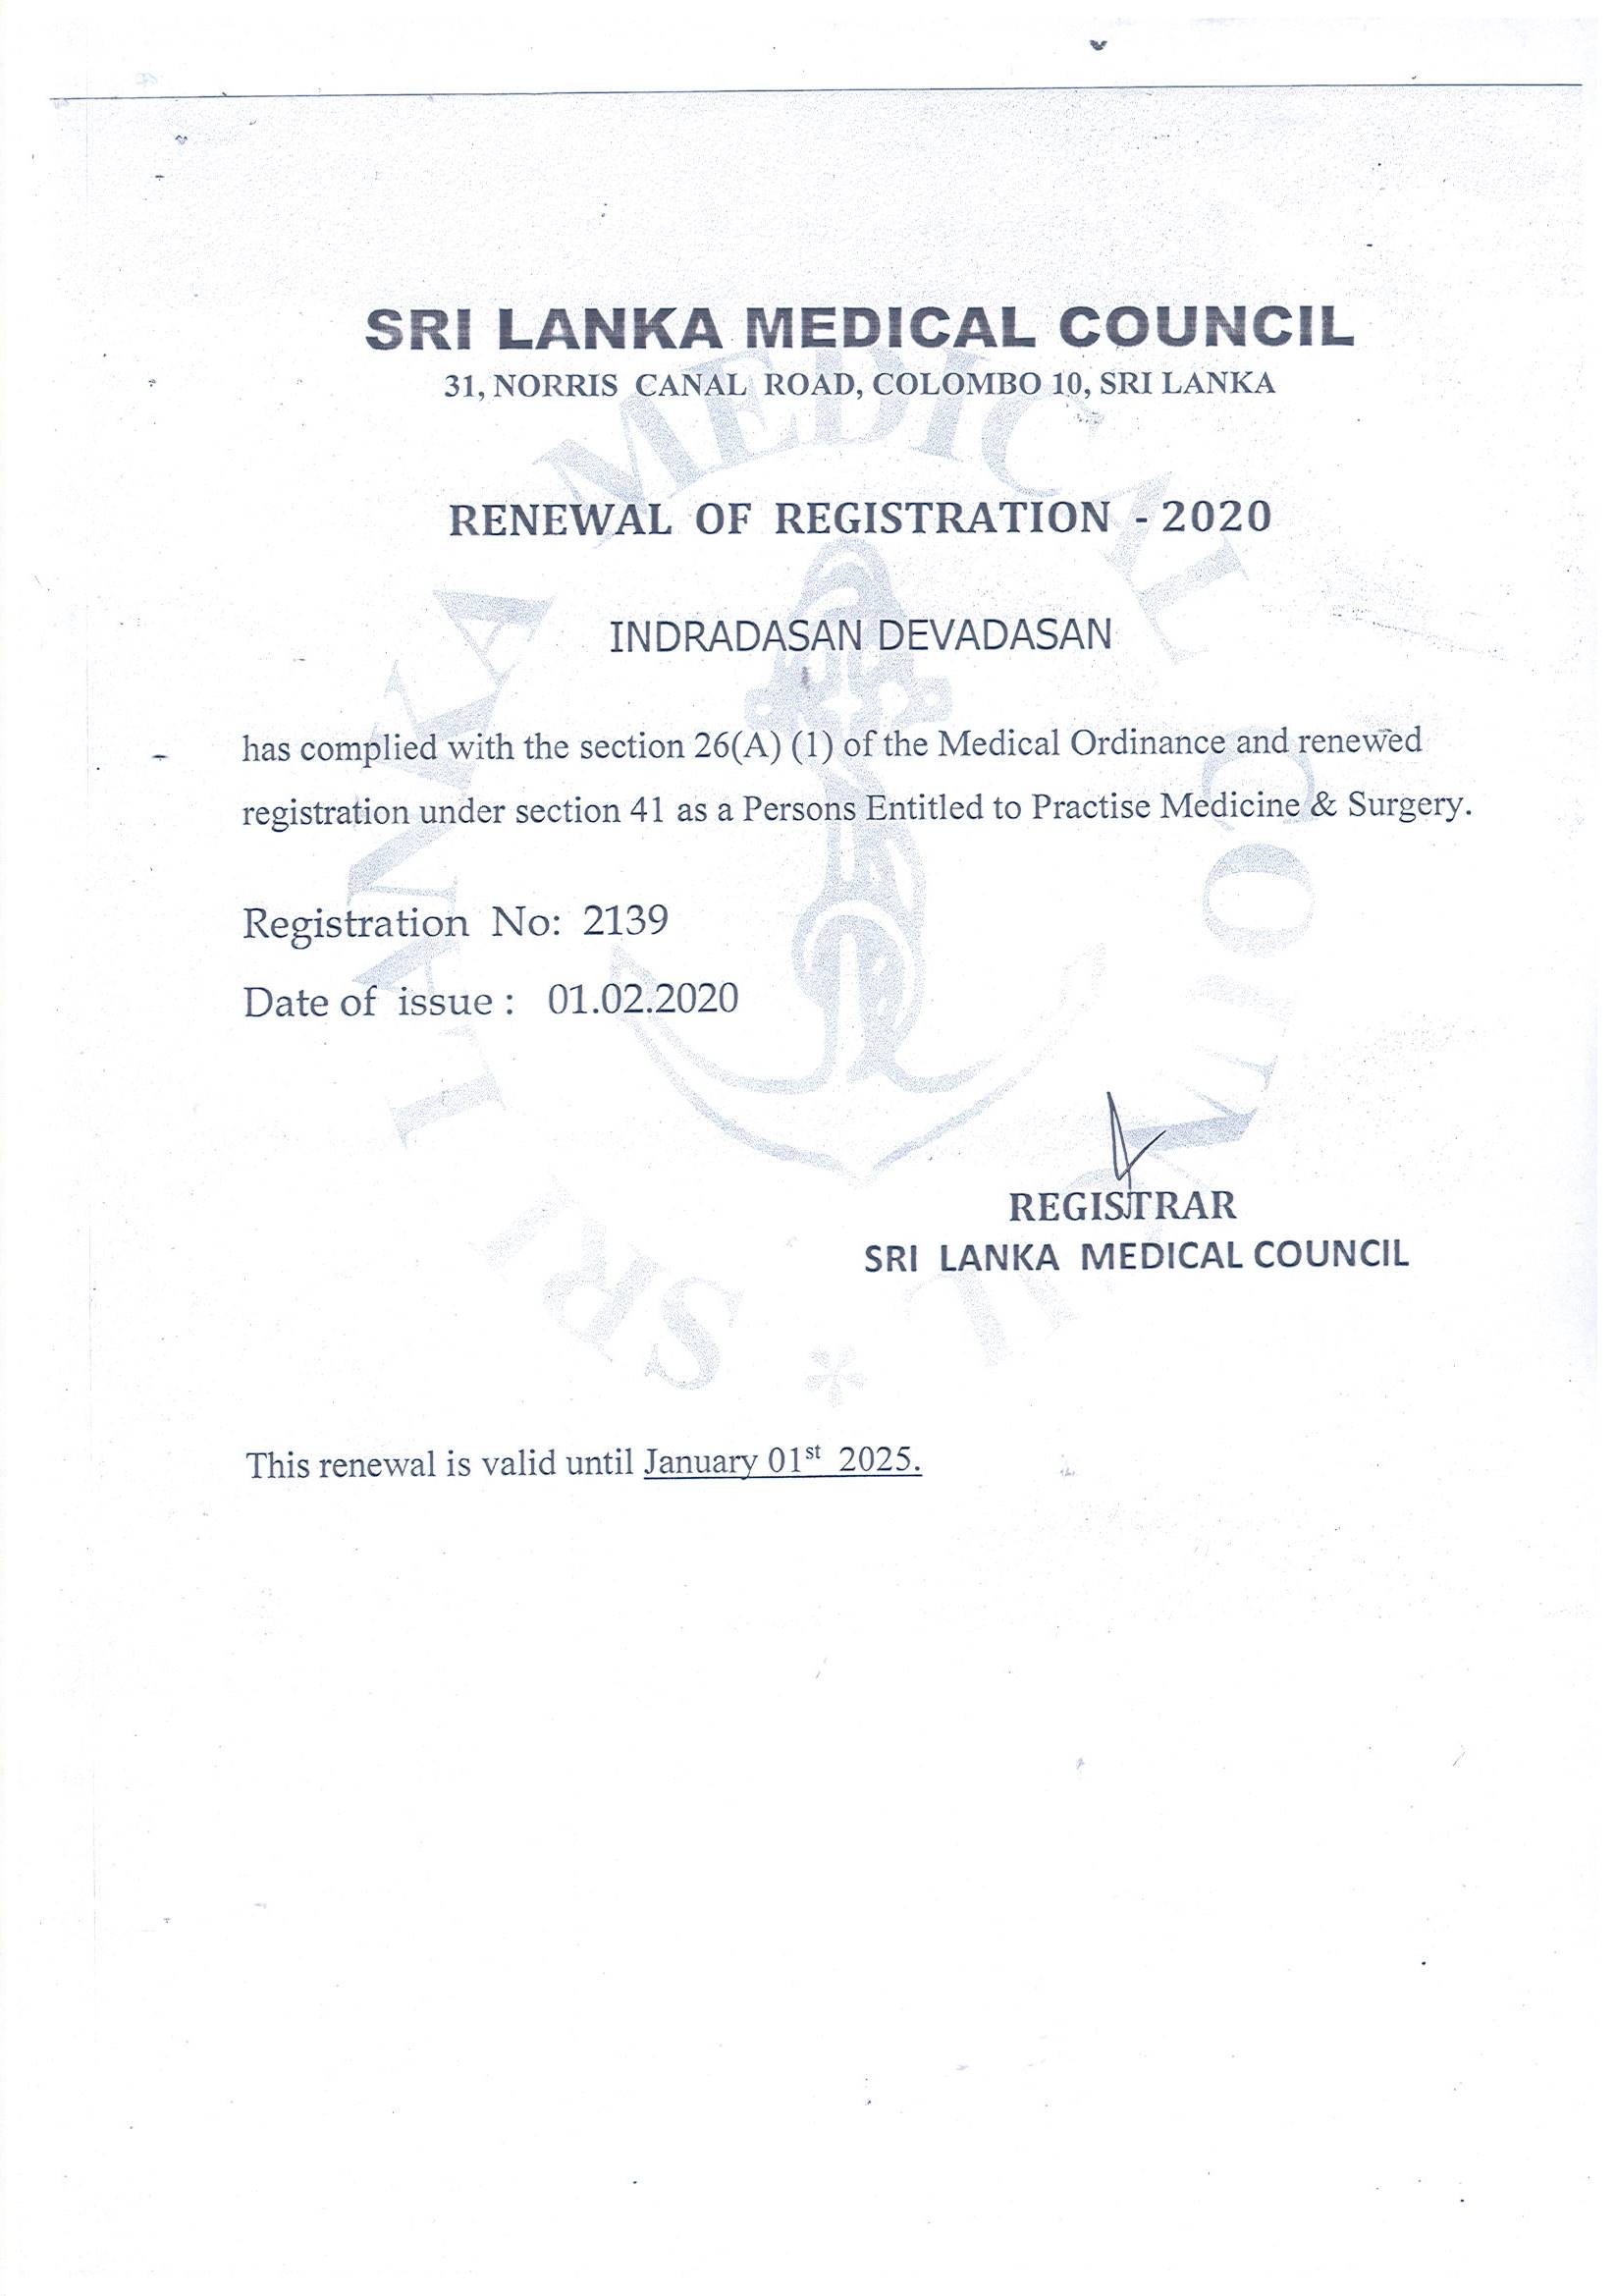 SRI LANKA MEDICAL COUNCIL
31, NORRIS CANAL ROAD, COLOMBO 10, SRI LANKA
RENEWAL OF REGISTRATION - 2020
INDRADASAN DEVADASAN
has complied with the section 26(A) (1) of the Medical Ordinance and renewed
registration under section 41 as a Persons Entitled to Practise Medicine & Surgery.
Registration No: 2139
Date of issue : 01.02.2020
REGISTRAR
SRI LANKA MEDICAL COUNCIL
This renewal is valid until January 01st 2025.
SRI LANKA MEDICAL COUNCIL *